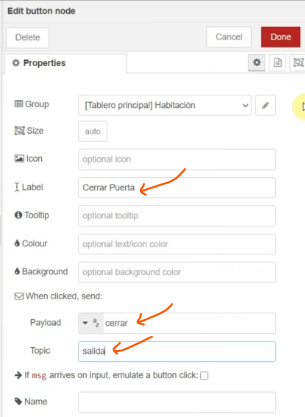 Edit button node
Delete Cancel Done
Properties
Group [Tablero principal] Habitación
Size auto
Icon optional icon
Label Cerrar Puerta
Tooltip optional tooltip
Colour optional text/icon color
Background optional background color
When clicked, send:
Payload cerrar
Topic salida
If msg arrives on input, emulate a button click:
Name